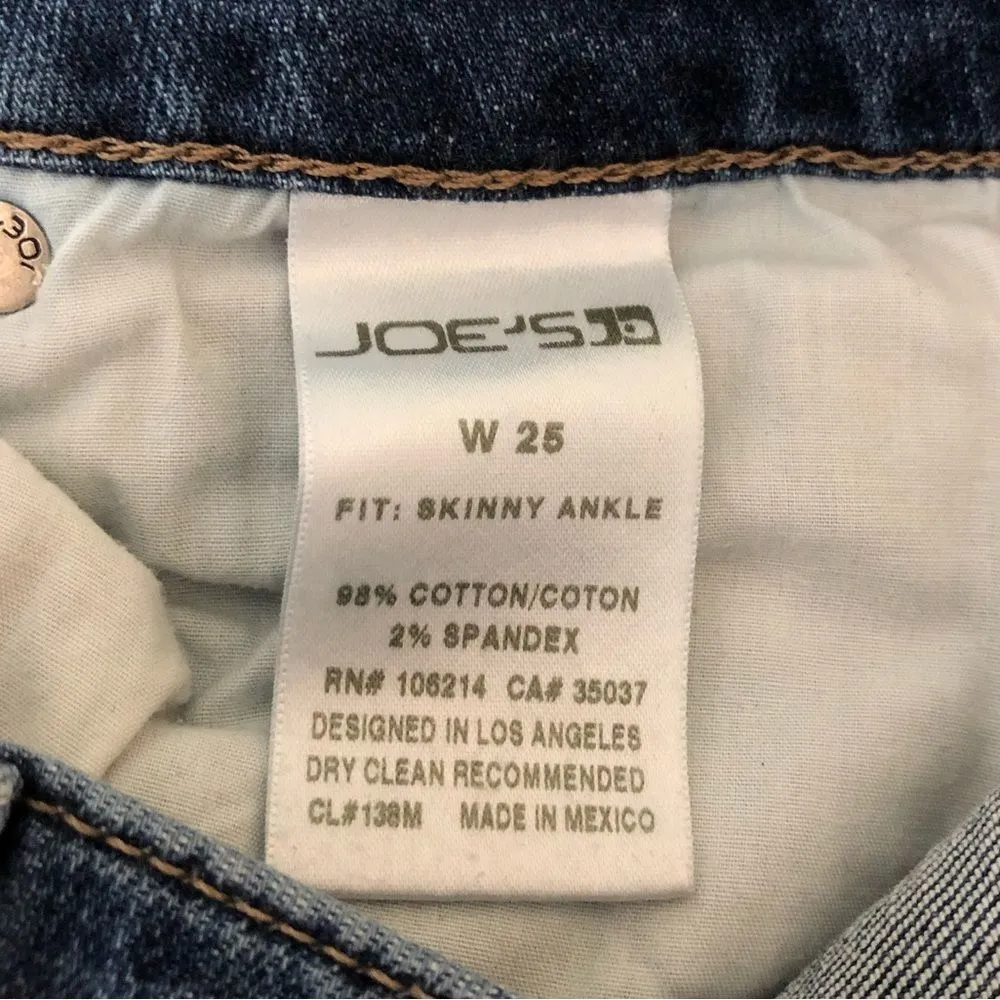 JOE'S
W 25
FIT: SKINNY ANKLE
98% COTTON/COTON
2% SPANDEX
RN# 106214 CA# 35037
DESIGNED IN LOS ANGELES
DRY CLEAN RECOMMENDED
CL#138M MADE IN MEXICO